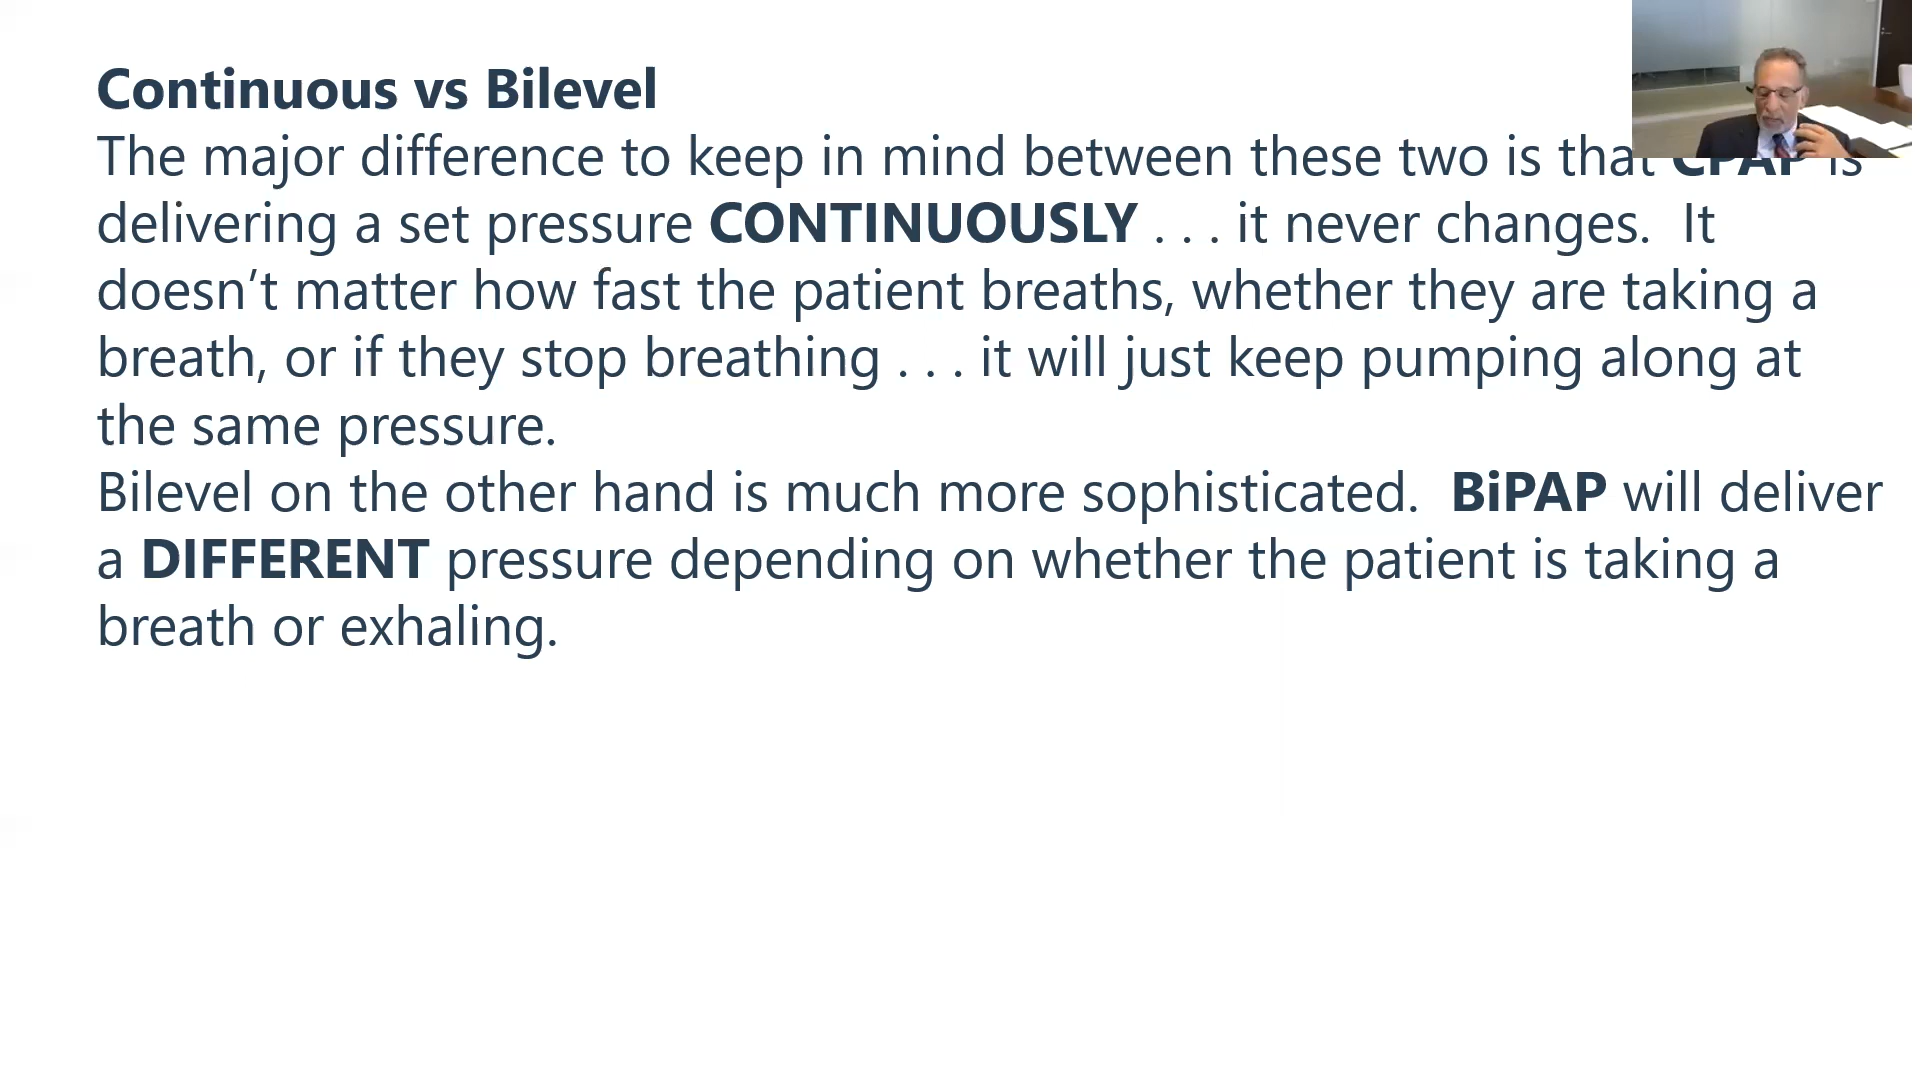 Continuous vs Bilevel
The major difference to keep in mind between these two is that CPAP is
delivering a set pressure CONTINUOUSLY . . . it never changes.  It
doesn’t matter how fast the patient breaths, whether they are taking a
breath, or if they stop breathing . . . it will just keep pumping along at
the same pressure.
Bilevel on the other hand is much more sophisticated.  BiPAP will deliver
a DIFFERENT pressure depending on whether the patient is taking a
breath or exhaling.